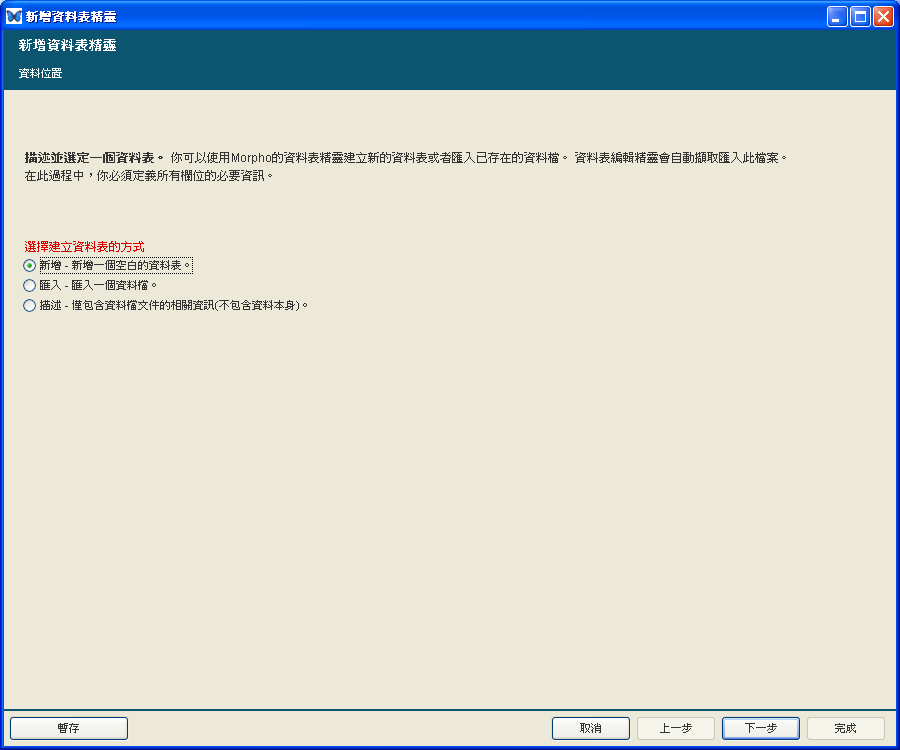 新增資料表精靈
新增資料表精靈
資料位置
描述並選定一個資料表。 你可以使用Morpho的資料表精靈建立新的資料表或者匯入已存在的資料檔。 資料表編輯精靈會自動擷取匯入此檔案。
在此過程中，你必須定義所有欄位的必要資訊。
選擇建立資料表的方式
新增 - 新增一個空白的資料表。
匯入 - 匯入一個資料檔。
描述 - 僅包含資料檔文件的相關資訊(不包含資料本身)。
暫存 取消 上一步 下一步 完成